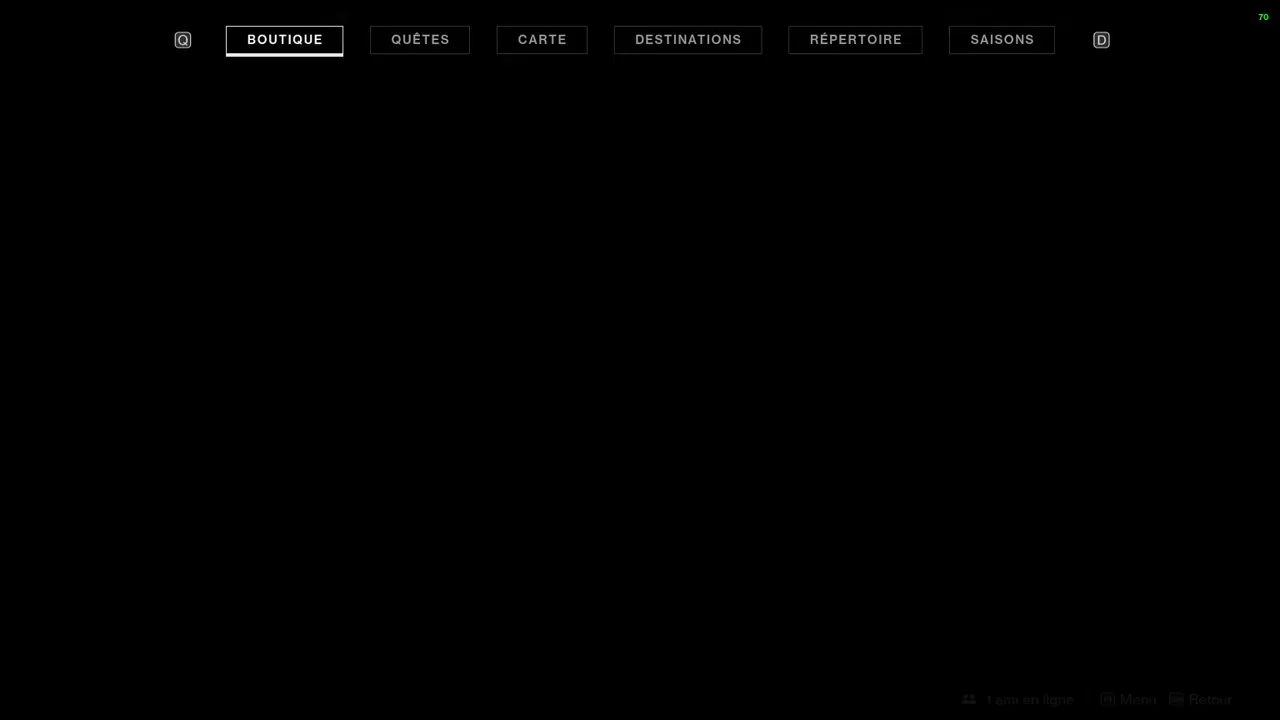 70
Q BOUTIQUE QUÊTES CARTE DESTINATIONS RÉPERTOIRE SAISONS D
1 ami en ligne Menu Retour